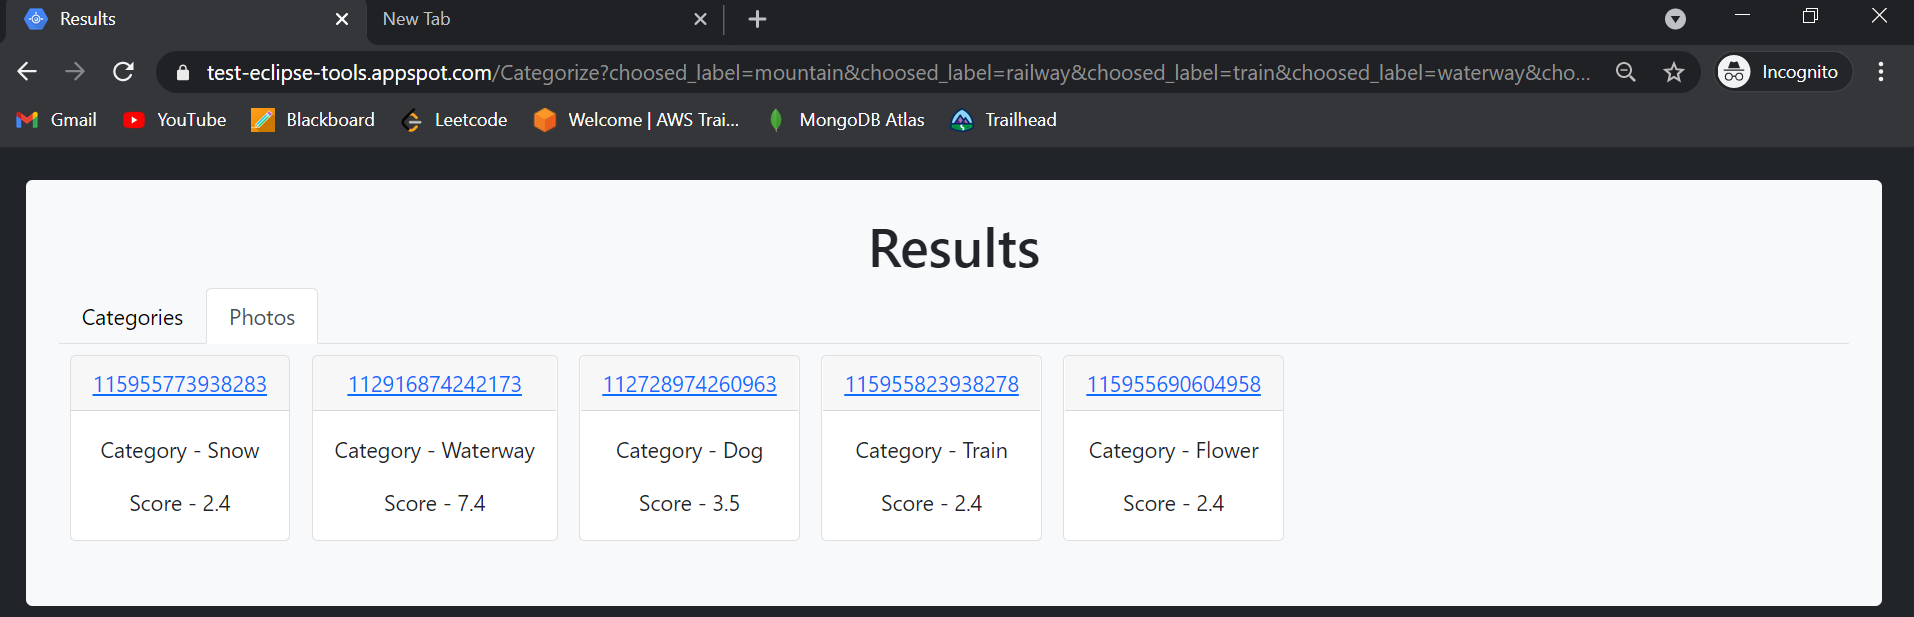 Results
New Tab
test-eclipse-tools.appspot.com/Categorize?choosed_label=mountain&choosed_label=railway&choosed_label=train&choosed_label=waterway&cho...
Incognito
Gmail
YouTube
Blackboard
Leetcode
Welcome | AWS Trai...
MongoDB Atlas
Trailhead
Results
Categories
Photos
115955773938283
Category - Snow
Score - 2.4
112916874242173
Category - Waterway
Score - 7.4
112728974260963
Category - Dog
Score - 3.5
115955823938278
Category - Train
Score - 2.4
115955690604958
Category - Flower
Score - 2.4